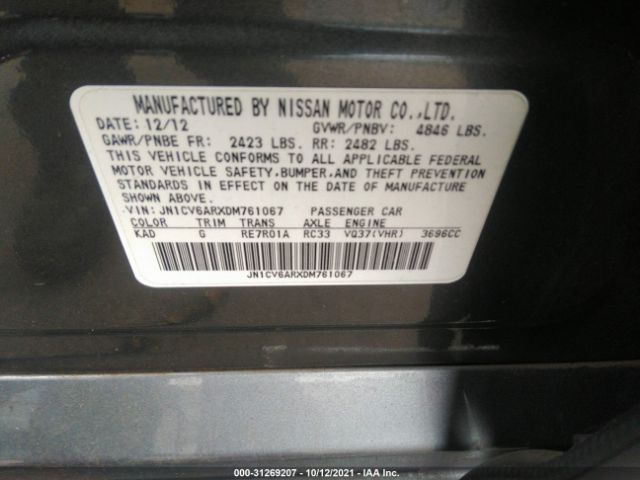 MANUFACTURED BY NISSAN MOTOR CO.,LTD.
DATE: 12/12 GVWR/PNBV: 4846 LBS.
GAWR/PNBE FR: 2423 LBS. RR: 2482 LBS.
THIS VEHICLE CONFORMS TO ALL APPLICABLE FEDERAL
MOTOR VEHICLE SAFETY,BUMPER,AND THEFT PREVENTION
STANDARDS IN EFFECT ON THE DATE OF MANUFACTURE
SHOWN ABOVE.
VIN: JN1CV6ARXDM761067 PASSENGER CAR
COLOR TRIM TRANS AXLE ENGINE
KAD G RE7R01A RC33 VQ37(VHR) 3696CC
JN1CV6ARXDM761067
000-31269207 - 10/12/2021 - IAA Inc.